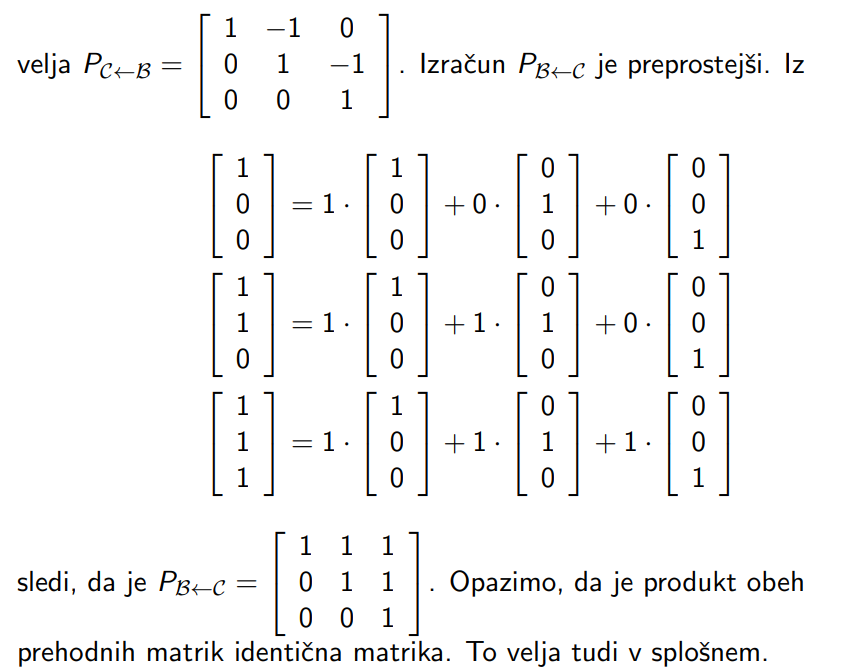 velja $P_{\mathcal{C}\leftarrow\mathcal{B}} = \begin{bmatrix} 1 & -1 & 0 \\ 0 & 1 & -1 \\ 0 & 0 & 1 \end{bmatrix}$. Izračun $P_{\mathcal{B}\leftarrow\mathcal{C}}$ je preprostejši. Iz
$\begin{bmatrix} 1 \\ 0 \\ 0 \end{bmatrix} = 1 \cdot \begin{bmatrix} 1 \\ 0 \\ 0 \end{bmatrix} + 0 \cdot \begin{bmatrix} 0 \\ 1 \\ 0 \end{bmatrix} + 0 \cdot \begin{bmatrix} 0 \\ 0 \\ 1 \end{bmatrix}$
$\begin{bmatrix} 1 \\ 1 \\ 0 \end{bmatrix} = 1 \cdot \begin{bmatrix} 1 \\ 0 \\ 0 \end{bmatrix} + 1 \cdot \begin{bmatrix} 0 \\ 1 \\ 0 \end{bmatrix} + 0 \cdot \begin{bmatrix} 0 \\ 0 \\ 1 \end{bmatrix}$
$\begin{bmatrix} 1 \\ 1 \\ 1 \end{bmatrix} = 1 \cdot \begin{bmatrix} 1 \\ 0 \\ 0 \end{bmatrix} + 1 \cdot \begin{bmatrix} 0 \\ 1 \\ 0 \end{bmatrix} + 1 \cdot \begin{bmatrix} 0 \\ 0 \\ 1 \end{bmatrix}$
sledi, da je $P_{\mathcal{B}\leftarrow\mathcal{C}} = \begin{bmatrix} 1 & 1 & 1 \\ 0 & 1 & 1 \\ 0 & 0 & 1 \end{bmatrix}$. Opazimo, da je produkt obeh
prehodnih matrik identična matrika. To velja tudi v splošnem.